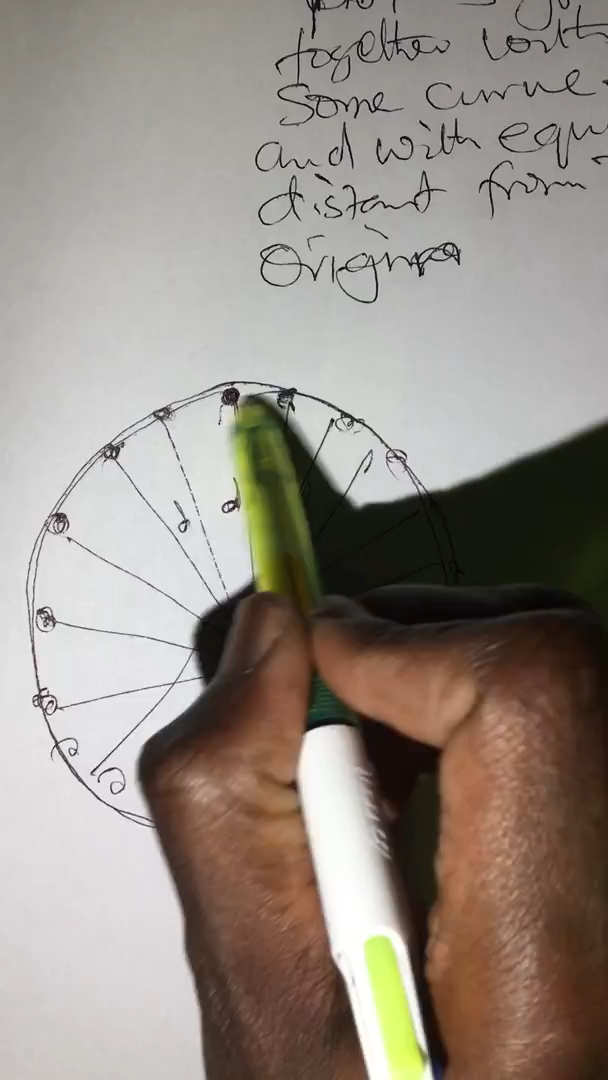 together with
Some curve
and with equ
distant from
Origin
d
d